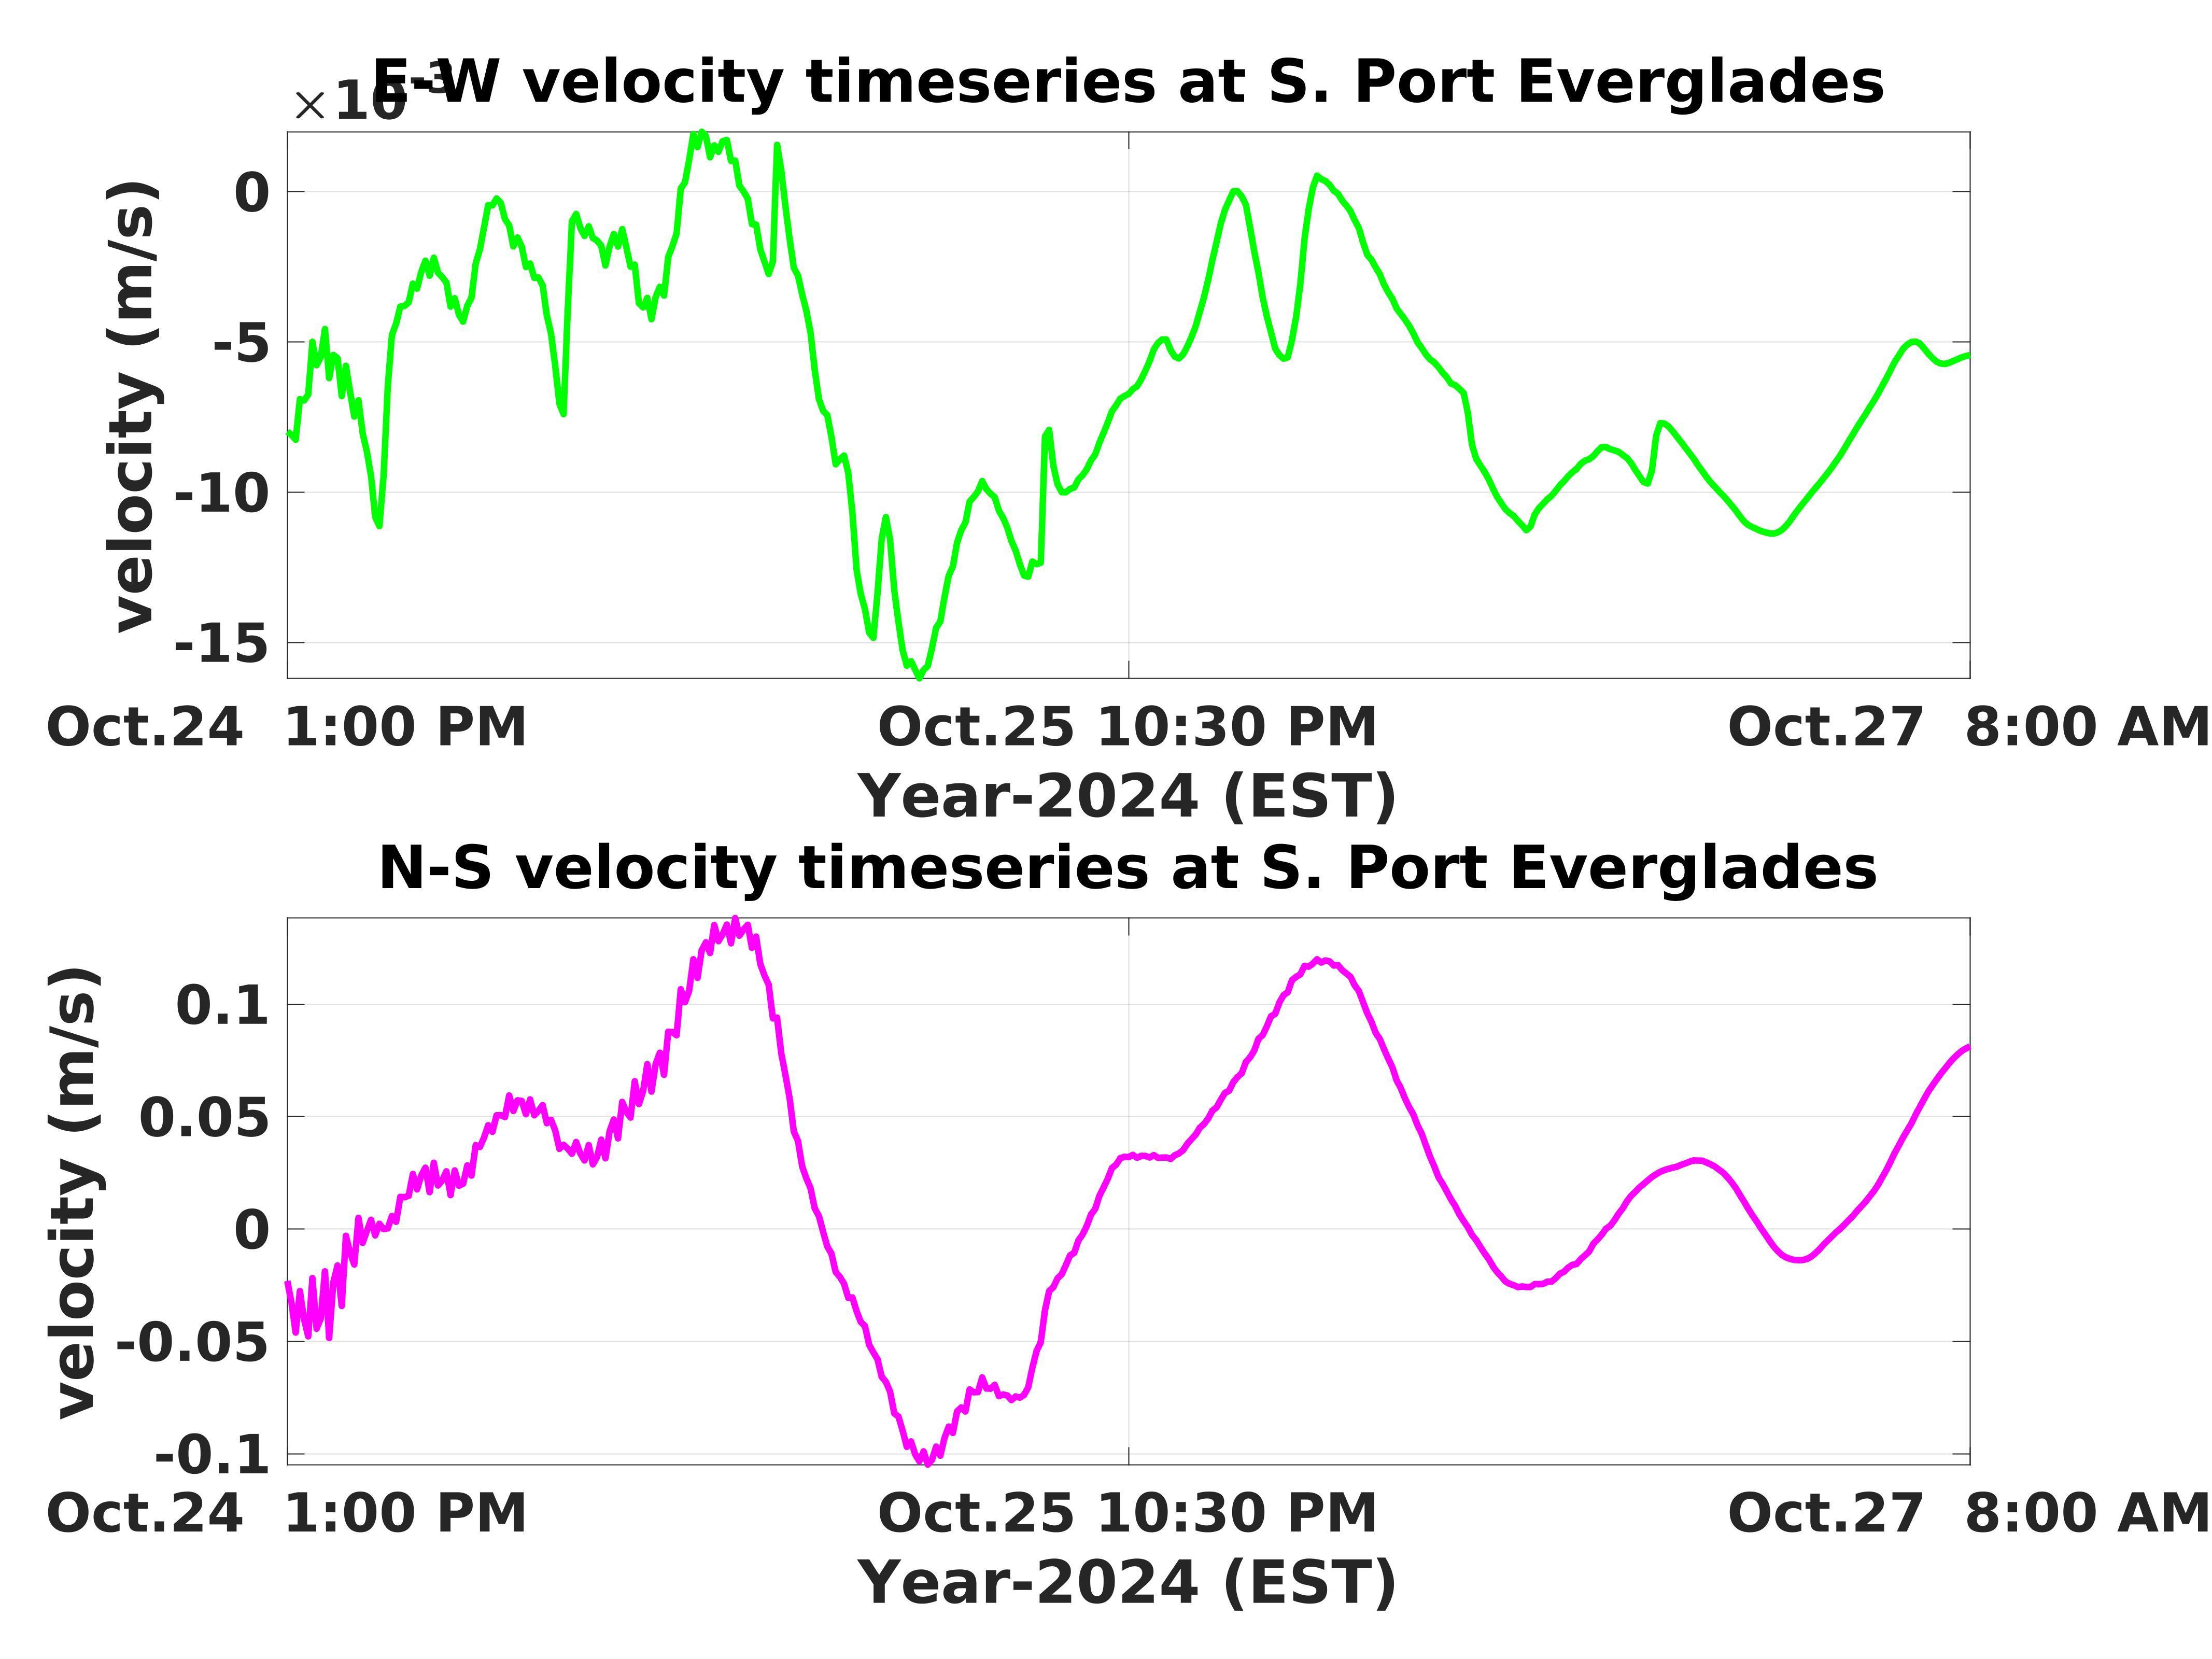 E-W velocity timeseries at S. Port Everglades
×10-3
velocity (m/s)
0
-5
-10
-15
Oct.24 1:00 PM Oct.25 10:30 PM Oct.27 8:00 AM
Year-2024 (EST)
N-S velocity timeseries at S. Port Everglades
velocity (m/s)
0.1
0.05
0
-0.05
-0.1
Oct.24 1:00 PM Oct.25 10:30 PM Oct.27 8:00 AM
Year-2024 (EST)